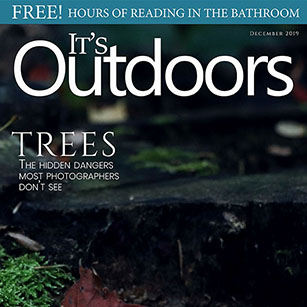 FREE! HOURS OF READING IN THE BATHROOM
DECEMBER 2019
IT'S
OUTDOORS
TREES
THE HIDDEN DANGERS
MOST PHOTOGRAPHERS
DON'T SEE